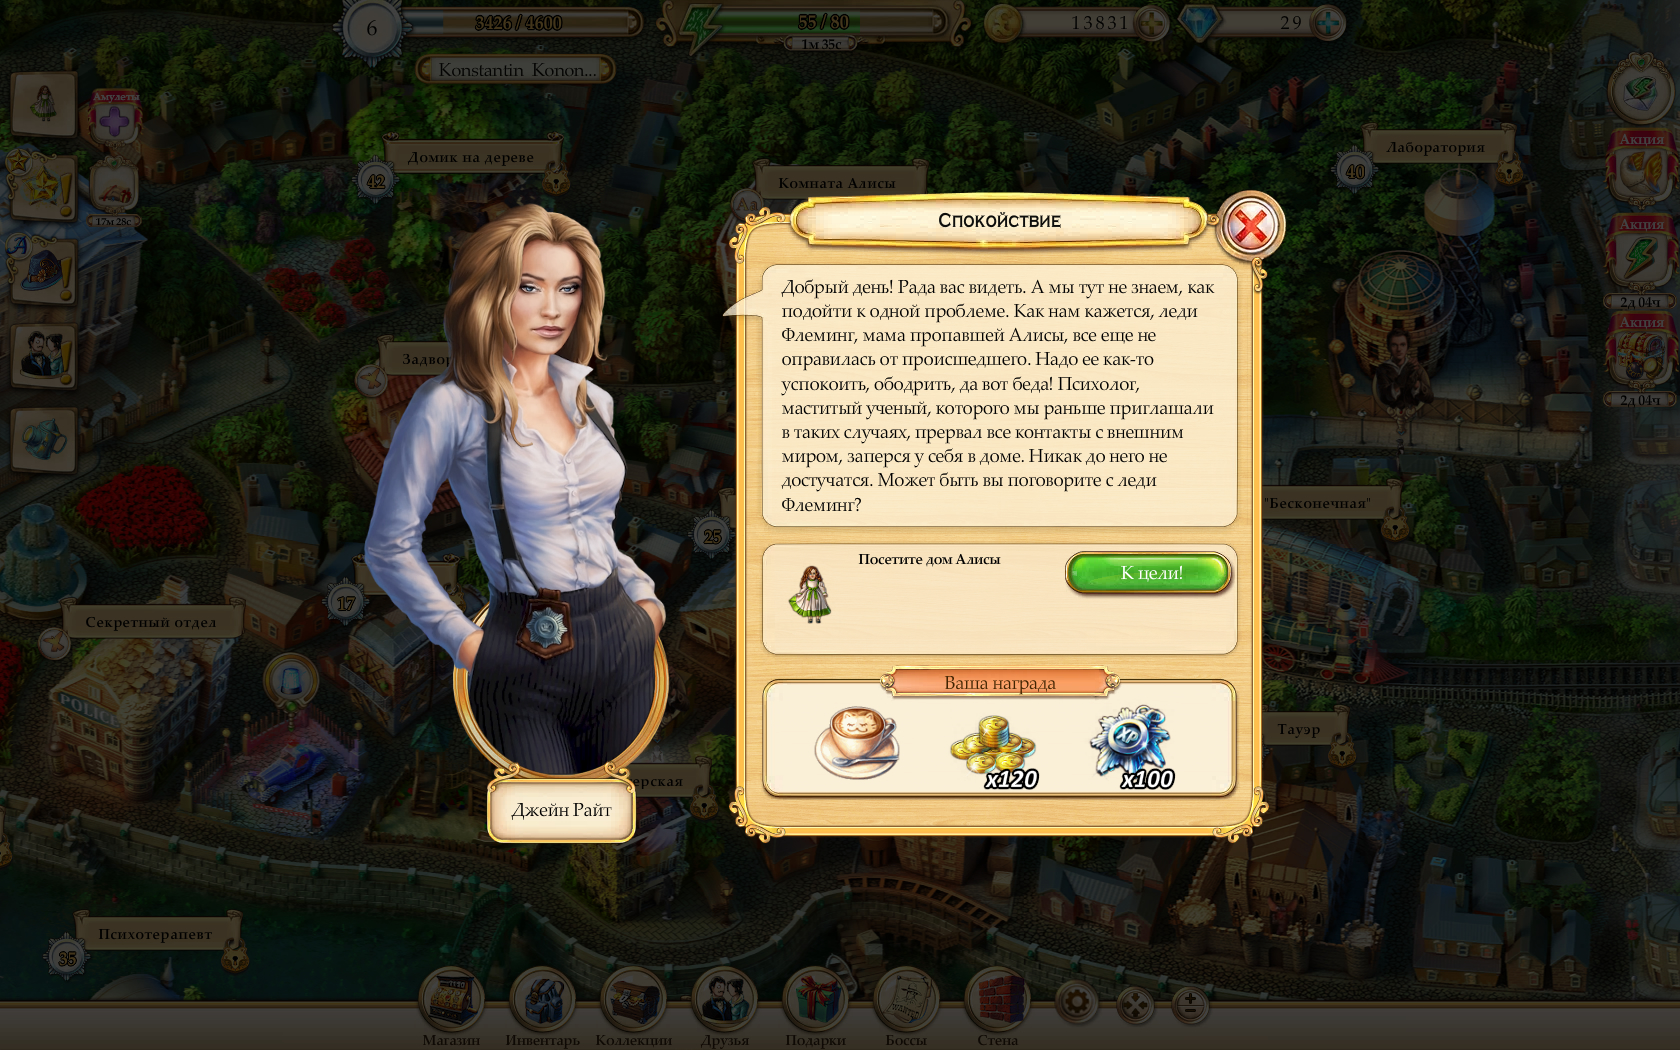 6
3426 / 4600
55 / 80
1м 35с
13831
29
Konstantin Konon...
Амулеты
17м 28с
Домик на дереве
42
Комната Алисы
Лаборатория
40
Акция
Акция
2д 04ч
Акция
2д 04ч
Спокойствие
Добрый день! Рада вас видеть. А мы тут не знаем, как
подойти к одной проблеме. Как нам кажется, леди
Флеминг, мама пропавшей Алисы, все еще не
оправилась от происшедшего. Надо ее как-то
успокоить, ободрить, да вот беда! Психолог,
маститый ученый, которого мы раньше приглашали
в таких случаях, прервал все контакты с внешним
миром, заперся у себя в доме. Никак до него не
достучатся. Может быть вы поговорите с леди
Флеминг?
Задвор
"Бесконечная"
25
Посетите дом Алисы
К цели!
17
Секретный отдел
POLICE
Ваша награда
XP
x120
x100
Тауэр
ерская
Джейн Райт
Психотерапевт
35
Магазин
Инвентарь
Коллекции
Друзья
Подарки
Боссы
Стена